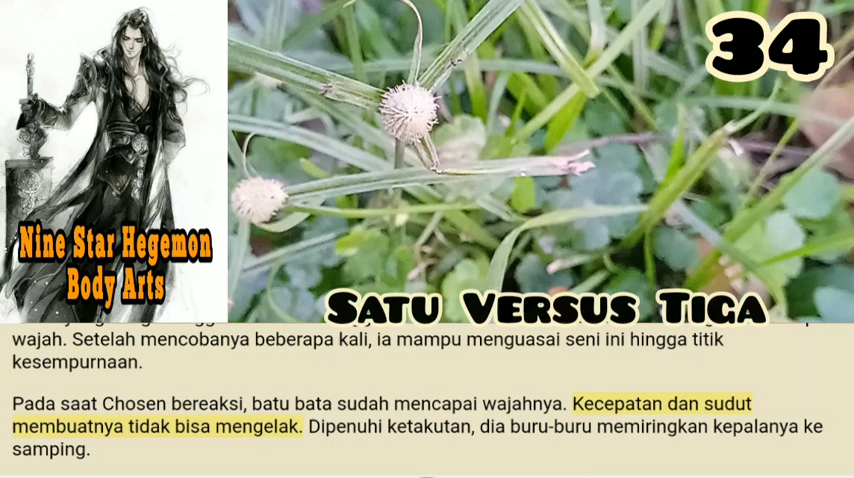 34
Nine Star Hegemon
Body Arts
Satu Versus Tiga
wajah. Setelah mencobanya beberapa kali, ia mampu menguasai seni ini hingga titik
kesempurnaan.
Pada saat Chosen bereaksi, batu bata sudah mencapai wajahnya. Kecepatan dan sudut
membuatnya tidak bisa mengelak. Dipenuhi ketakutan, dia buru-buru memiringkan kepalanya ke
samping.